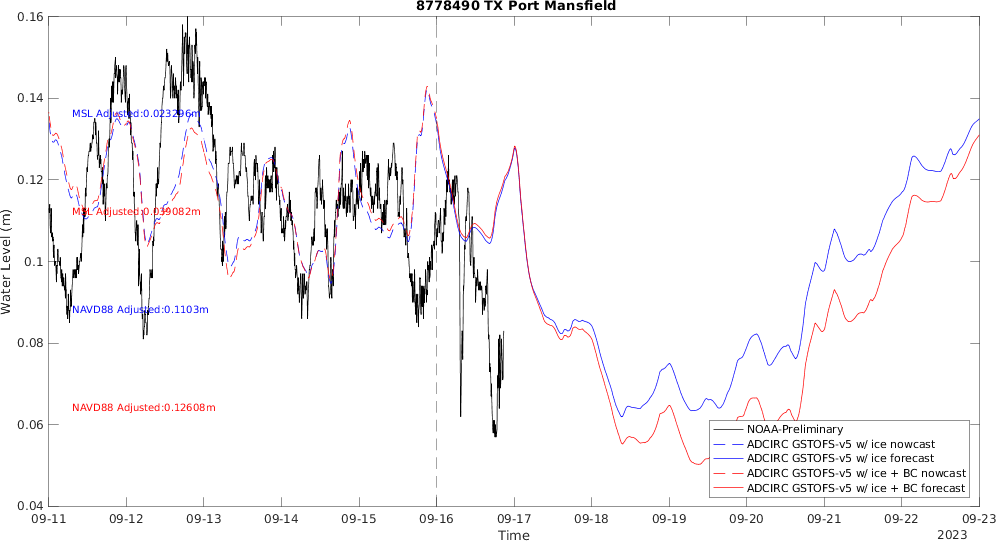 8778490 TX Port Mansfield
0.16
0.14
0.12
0.1
0.08
0.06
0.04
Water Level (m)
MSL Adjusted:0.023296m
MSL Adjusted:0.039082m
NAVD88 Adjusted:0.1103m
NAVD88 Adjusted:0.12608m
NOAA-Preliminary
ADCIRC GSTOFS-v5 w/ ice nowcast
ADCIRC GSTOFS-v5 w/ ice forecast
ADCIRC GSTOFS-v5 w/ ice + BC nowcast
ADCIRC GSTOFS-v5 w/ ice + BC forecast
09-11 09-12 09-13 09-14 09-15 09-16 09-17 09-18 09-19 09-20 09-21 09-22 09-23
Time
2023